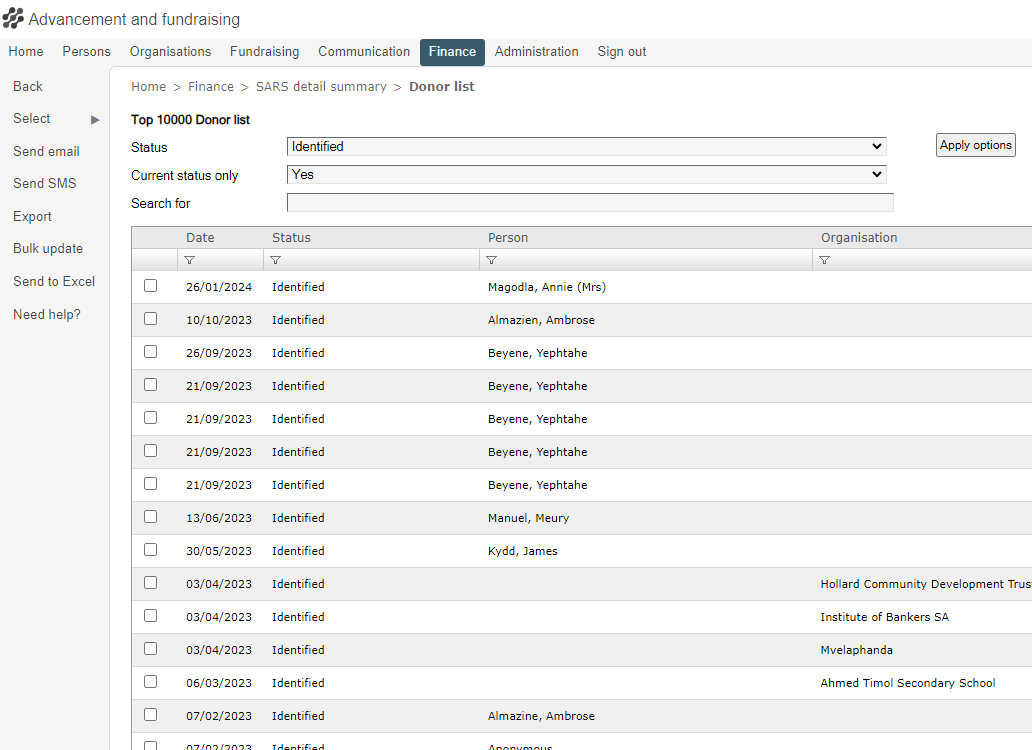 Advancement and fundraising
Home Persons Organisations Fundraising Communication Finance Administration Sign out
Back
Select
Send email
Send SMS
Export
Bulk update
Send to Excel
Need help?
Home > Finance > SARS detail summary > Donor list
Top 10000 Donor list
Status Identified Apply options
Current status only Yes
Search for
Date Status Person Organisation
26/01/2024 Identified Magodla, Annie (Mrs)
10/10/2023 Identified Almazien, Ambrose
26/09/2023 Identified Beyene, Yephtahe
21/09/2023 Identified Beyene, Yephtahe
21/09/2023 Identified Beyene, Yephtahe
21/09/2023 Identified Beyene, Yephtahe
21/09/2023 Identified Beyene, Yephtahe
13/06/2023 Identified Manuel, Meury
30/05/2023 Identified Kydd, James
03/04/2023 Identified Hollard Community Development Trus
03/04/2023 Identified Institute of Bankers SA
03/04/2023 Identified Mvelaphanda
06/03/2023 Identified Ahmed Timol Secondary School
07/02/2023 Identified Almazine, Ambrose
07/02/2023 Identified Anonymous